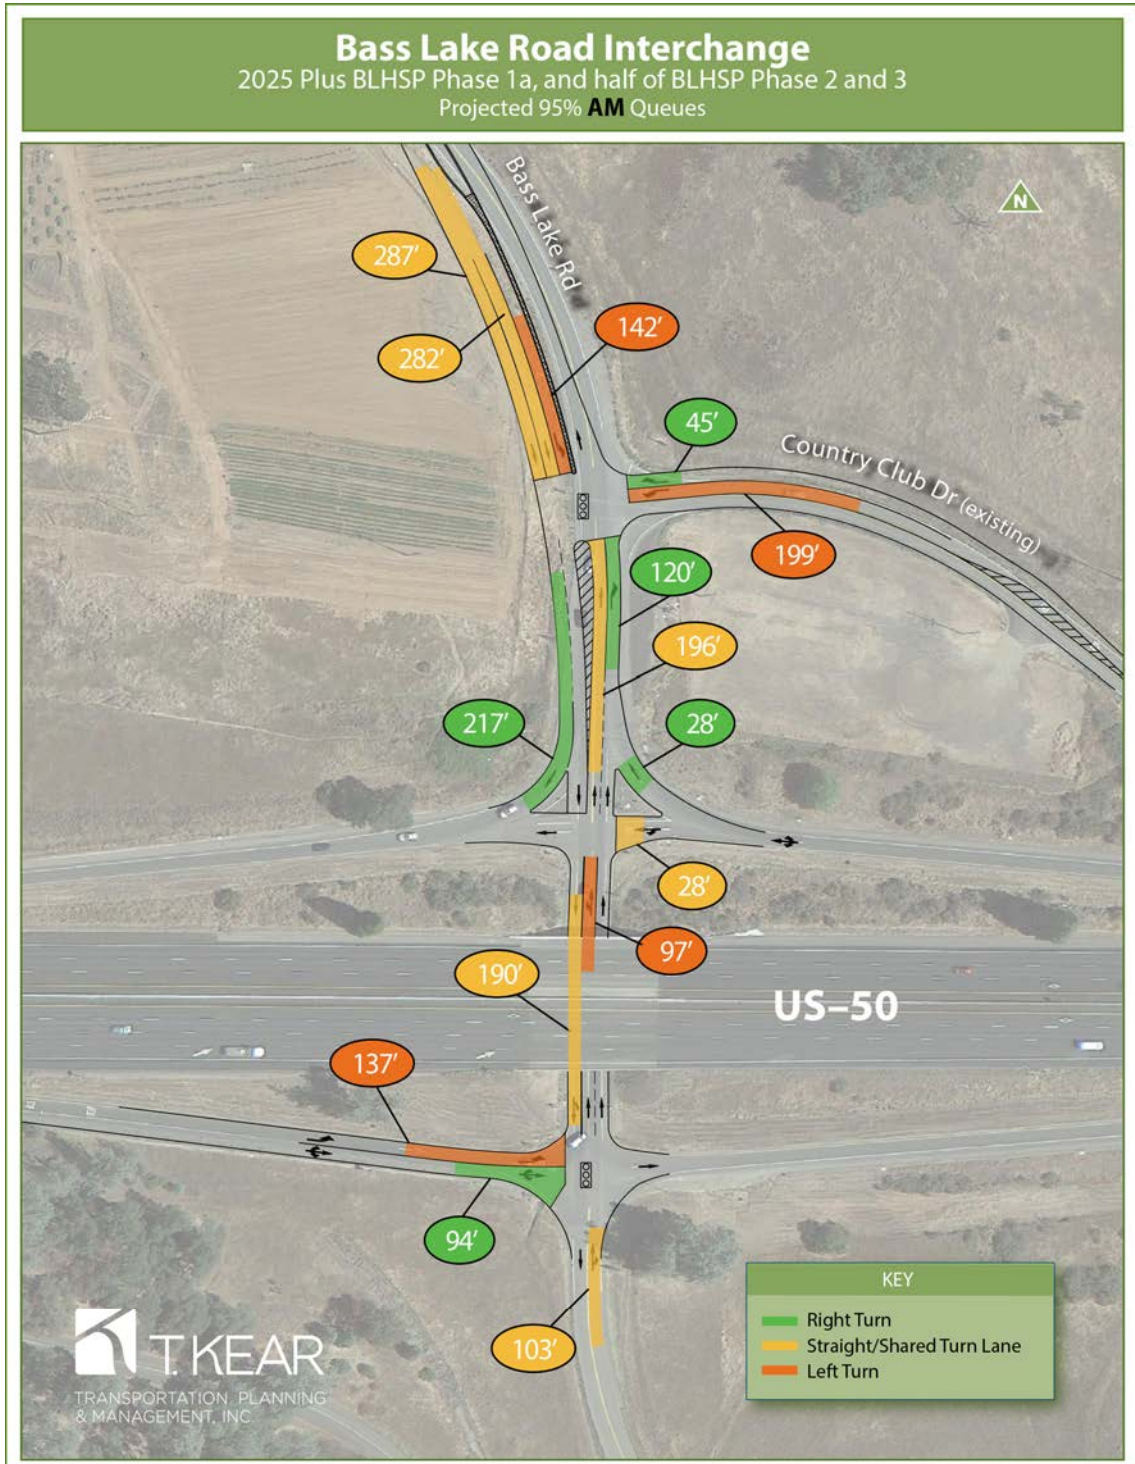 Bass Lake Road Interchange
2025 Plus BLHSP Phase 1a, and half of BLHSP Phase 2 and 3
Projected 95% AM Queues
Bass Lake Rd
N
287'
282'
142'
45'
Country Club Dr (existing)
199'
120'
196'
217'
28'
28'
97'
190'
US–50
137'
94'
103'
KEY
Right Turn
Straight/Shared Turn Lane
Left Turn
T. KEAR
TRANSPORTATION PLANNING
& MANAGEMENT, INC.